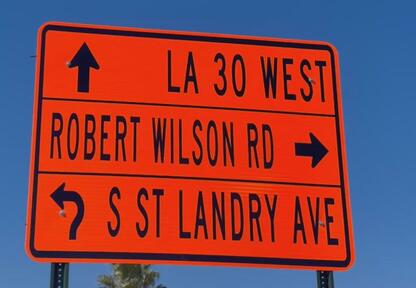 LA 30 WEST
ROBERT WILSON RD
S ST LANDRY AVE